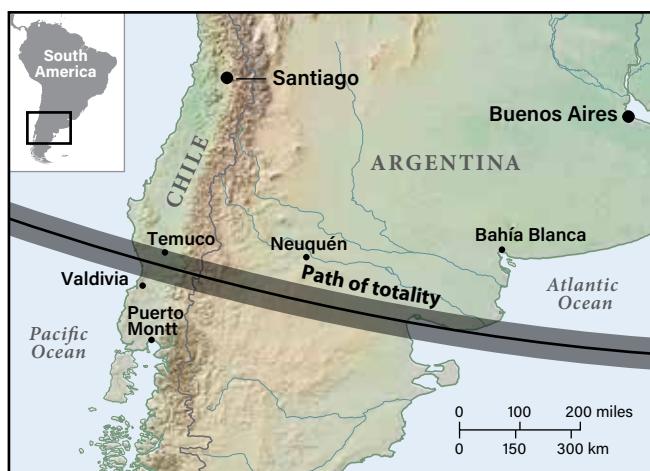 South
America
Santiago
Buenos Aires
CHILE
ARGENTINA
Temuco
Neuquén
Bahía Blanca
Valdivia
Path of totality
Atlantic
Ocean
Puerto
Montt
Pacific
Ocean
0 100 200 miles
0 150 300 km